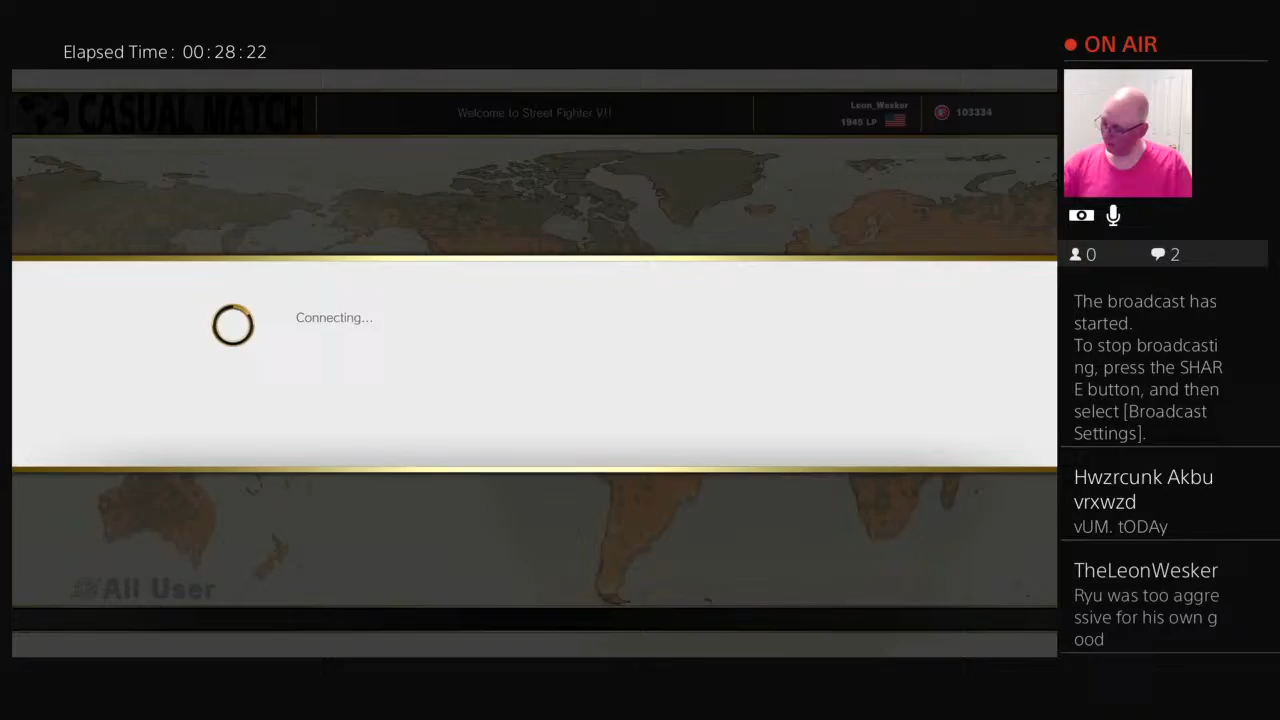 Elapsed Time: 00:28:22
ON AIR
CASUAL MATCH
Welcome to Street Fighter V!!
Leon_Wesker
1945 LP
103334
0
2
Connecting...
The broadcast has
started.
To stop broadcasti
ng, press the SHAR
E button, and then
select [Broadcast
Settings].
Hwzrcunk Akbu
vrxwzd
vUM. tODAy
TheLeonWesker
Ryu was too aggre
ssive for his own g
ood
All User